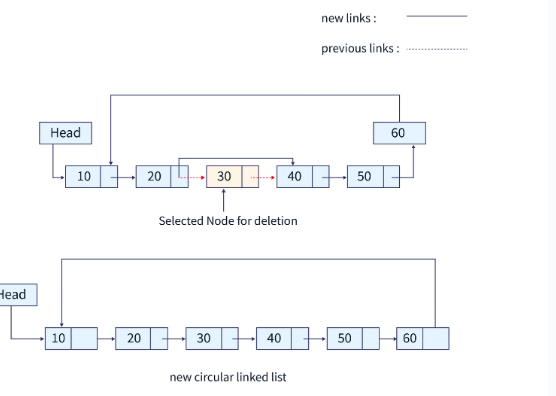 new links :
previous links :
Head
60
10 20 30 40 50
Selected Node for deletion
Head
10 20 30 40 50 60
new circular linked list